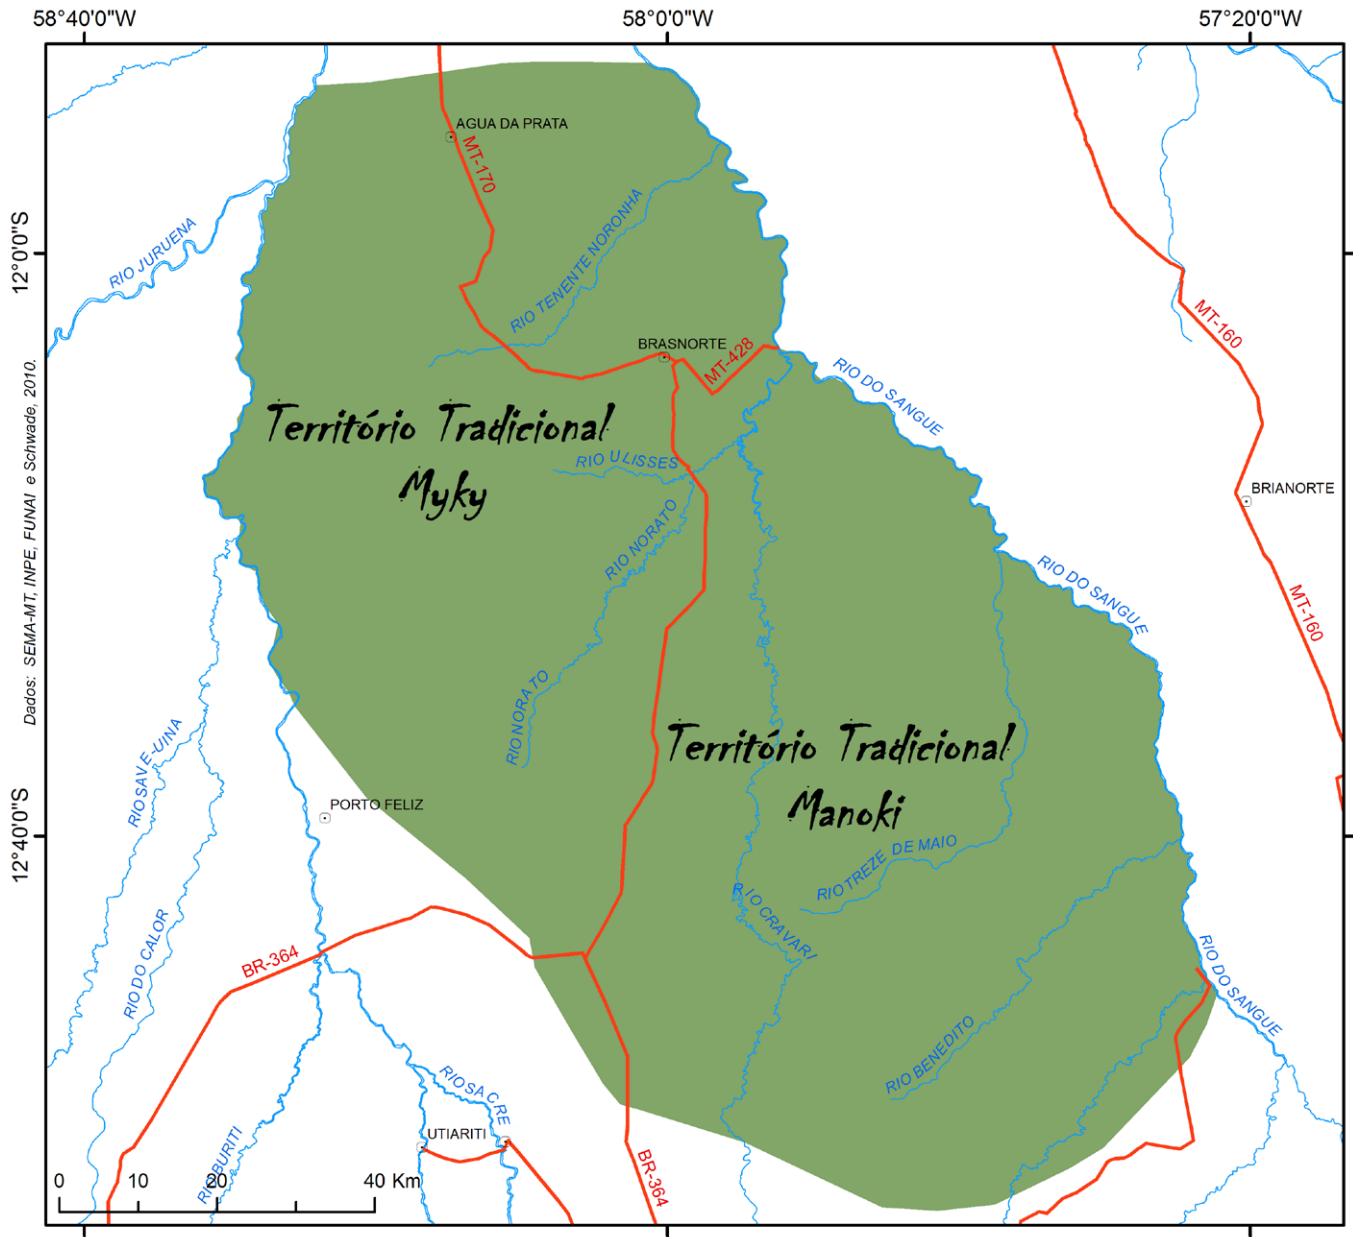 58°40'0"W
58°0'0"W
57°20'0"W
AGUA DA PRATA
MT-170
RIO TENENTE NORONHA
RIO JURUENA
12°0'0"S
MT-160
BRASNORTE
MT-428
RIO DO SANGUE
Território Tradicional
Myky
RIO ULISSES
BRIANORTE
RIO NORATO
RIO DO SANGUE
MT-160
Dados: SEMA-MT, INPE, FUNAI e Schwade, 2010.
RIO NORATO
RIO SAVE-UINA
Território Tradicional
Manoki
PORTO FELIZ
12°40'0"S
RIO TREZE DE MAIO
RIO CRAVARI
RIO DO CALOR
BR-364
RIO DO SANGUE
RIO BENEDITO
RIO SACRE
UTIARITI
RIO BURITI
BR-364
0 10 20 40 Km